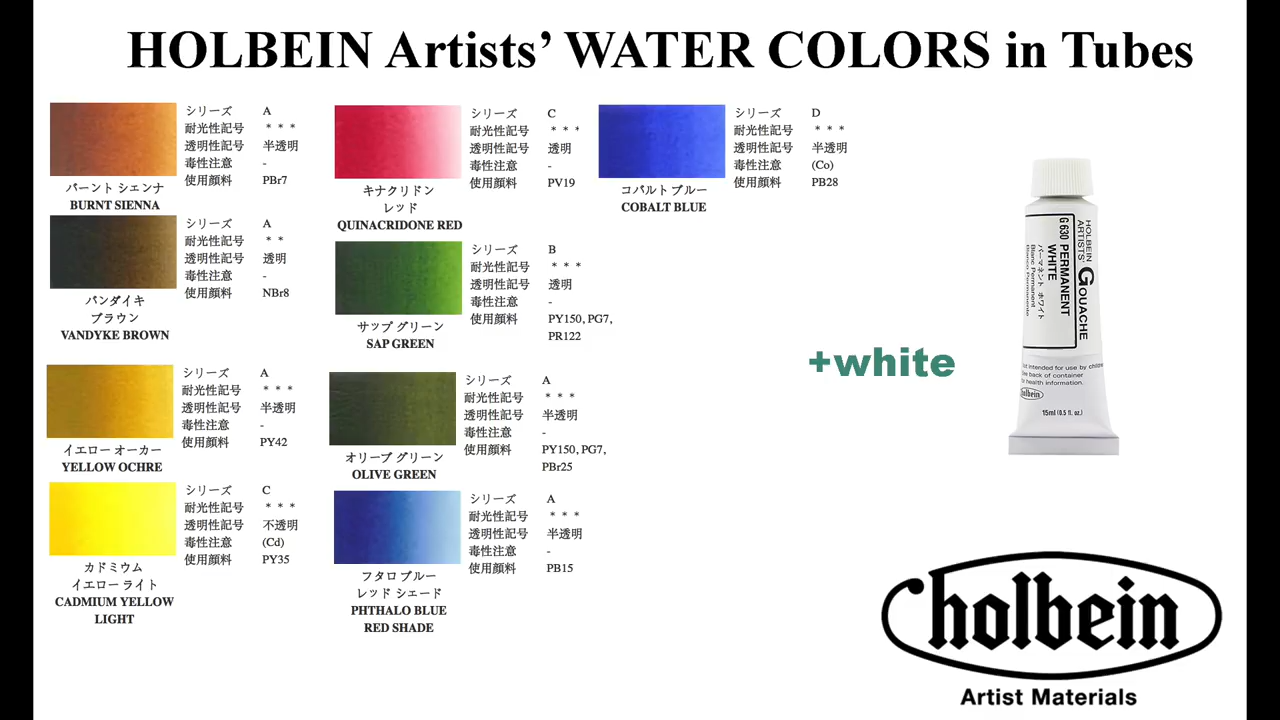 HOLBEIN Artists' WATER COLORS in Tubes
シリーズ A
耐光性記号 ＊＊＊
透明性記号 半透明
毒性注意 -
使用顔料 PBr7
バーント シェンナ
BURNT SIENNA
シリーズ A
耐光性記号 ＊＊
透明性記号 透明
毒性注意 -
使用顔料 NBr8
バンダイキ
ブラウン
VANDYKE BROWN
シリーズ A
耐光性記号 ＊＊＊
透明性記号 半透明
毒性注意 -
使用顔料 PY42
イエロー オーカー
YELLOW OCHRE
シリーズ C
耐光性記号 ＊＊＊
透明性記号 不透明
毒性注意 (Cd)
使用顔料 PY35
カドミウム
イエロー ライト
CADMIUM YELLOW
LIGHT
シリーズ C
耐光性記号 ＊＊＊
透明性記号 透明
毒性注意 -
使用顔料 PV19
キナクリドン
レッド
QUINACRIDONE RED
シリーズ B
耐光性記号 ＊＊＊
透明性記号 透明
毒性注意 -
使用顔料 PY150, PG7,
PR122
サップ グリーン
SAP GREEN
シリーズ A
耐光性記号 ＊＊＊
透明性記号 半透明
毒性注意 -
使用顔料 PY150, PG7,
PBr25
オリーブ グリーン
OLIVE GREEN
シリーズ A
耐光性記号 ＊＊＊
透明性記号 半透明
毒性注意 -
使用顔料 PB15
フタロ ブルー
レッド シェード
PHTHALO BLUE
RED SHADE
シリーズ D
耐光性記号 ＊＊＊
透明性記号 半透明
毒性注意 (Co)
使用顔料 PB28
コバルト ブルー
COBALT BLUE
+white
HOLBEIN
ARTISTS' GOUACHE
G630 PERMANENT
WHITE
パーマネント ホワイト
Blanc Permanent
Blanco Permanente
intended for use by
back of container
for health information.
holbein
15ml (0.5 fl. oz.)
holbein
Artist Materials